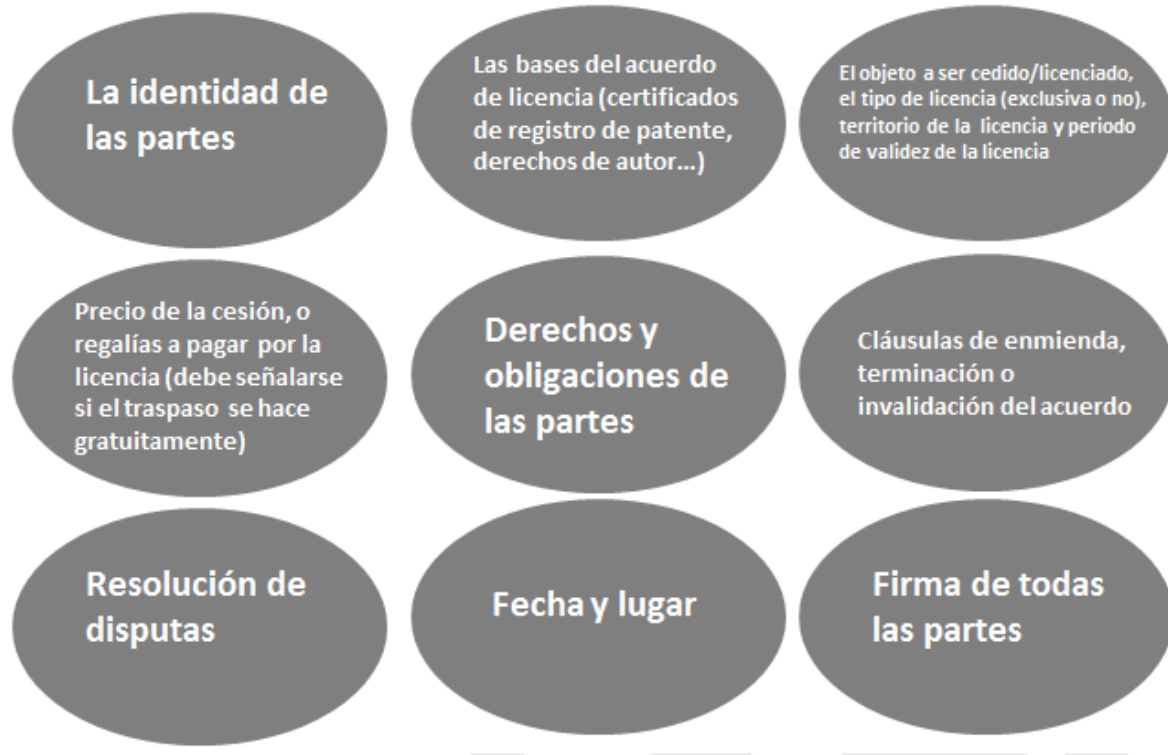 La identidad de
las partes
Las bases del acuerdo
de licencia (certificados
de registro de patente,
derechos de autor...)
El objeto a ser cedido/licenciado,
el tipo de licencia (exclusiva o no),
territorio de la licencia y periodo
de validez de la licencia
Precio de la cesión, o
regalías a pagar por la
licencia (debe señalarse
si el traspaso se hace
gratuitamente)
Derechos y
obligaciones de
las partes
Cláusulas de enmienda,
terminación o
invalidación del acuerdo
Resolución de
disputas
Fecha y lugar
Firma de todas
las partes